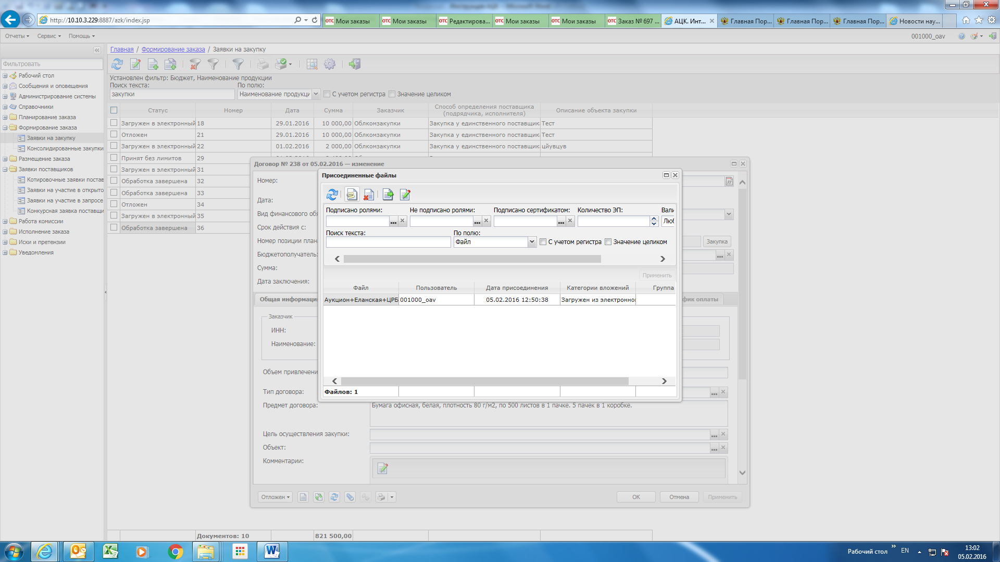 http://10.10.3.229:8887/azk/index.jsp
ОТС Мои заказы
ОТС Мои заказы
ОТС Редактирова...
ОТС Мои заказы
ОТС Мои заказы
ОТС Заказ № 697 ...
АЦК. Инт...
Главная Пор...
Главная Пор...
Главная Пор...
Новости нау...
Отчеты Сервис Помощь
001000_oav
Главная / Формирование заказа / Заявки на закупку
Фильтровать
Рабочий стол
Сообщения и оповещения
Администрирование системы
Справочники
Планирование заказа
Формирование заказа
Заявки на закупку
Консолидированные закупки
Размещение заказа
Заявки поставщиков
Котировочные заявки постав
Заявки на участие в открыто
Заявки на участие в запросе
Конкурсная заявка поставщи
Работа комиссии
Исполнение заказа
Иски и претензии
Уведомления
Установлен фильтр: Бюджет, Наименование продукции
Поиск текста: По полю:
закупки Наименование продукци С учетом регистра Значение целиком
Статус Номер Дата Сумма Заказчик Способ определения поставщика (подрядчика, исполнителя) Описание объекта закупки
Загружен в электронный 18 29.01.2016 10 000,00 Облкомзакупки Закупка у единственного поставщика Тест
Отложен 21 29.01.2016 10 000,00 Облкомзакупки Закупка у единственного поставщика Тест
Загружен в электронный 22 01.02.2016 2 000,00 Облкомзакупки Закупка у единственного поставщика цйувцув
Принят без лимитов 29
Загружен в электронный 31
Обработка завершена 32
Обработка завершена 33
Отложен 34
Загружен в электронный 35
Обработка завершена 36
Документов: 10 821 500,00
Договор № 238 от 05.02.2016 — изменение
Номер:
Дата:
Вид финансового обя
Срок действия с:
Номер позиции план
Закупка
Бюджетополучатель:
Сумма:
Дата заключения:
Общая информаци
фик оплаты
Заказчик
ИНН:
Наименование:
Объем привлечени
Тип договора:
Предмет договора: Бумага офисная, белая, плотность 80 г/м2, по 500 листов в 1 пачке. 5 пачек в 1 коробке.
Цель осуществления закупки:
Объект:
Комментарии:
Отложен ОК Отмена Применить
Присоединенные файлы
Подписано ролями: Не подписано ролями: Подписано сертификатом: Количество ЭП: Вали
Люб
Поиск текста: По полю:
Файл С учетом регистра Значение целиком
Применить
Файл Пользователь Дата присоединения Категории вложений Группа
Аукцион+Еланская+ЦРБ 001000_oav 05.02.2016 12:50:38 Загружен из электронно
Файлов: 1
Рабочий стол » EN 13:02
05.02.2016